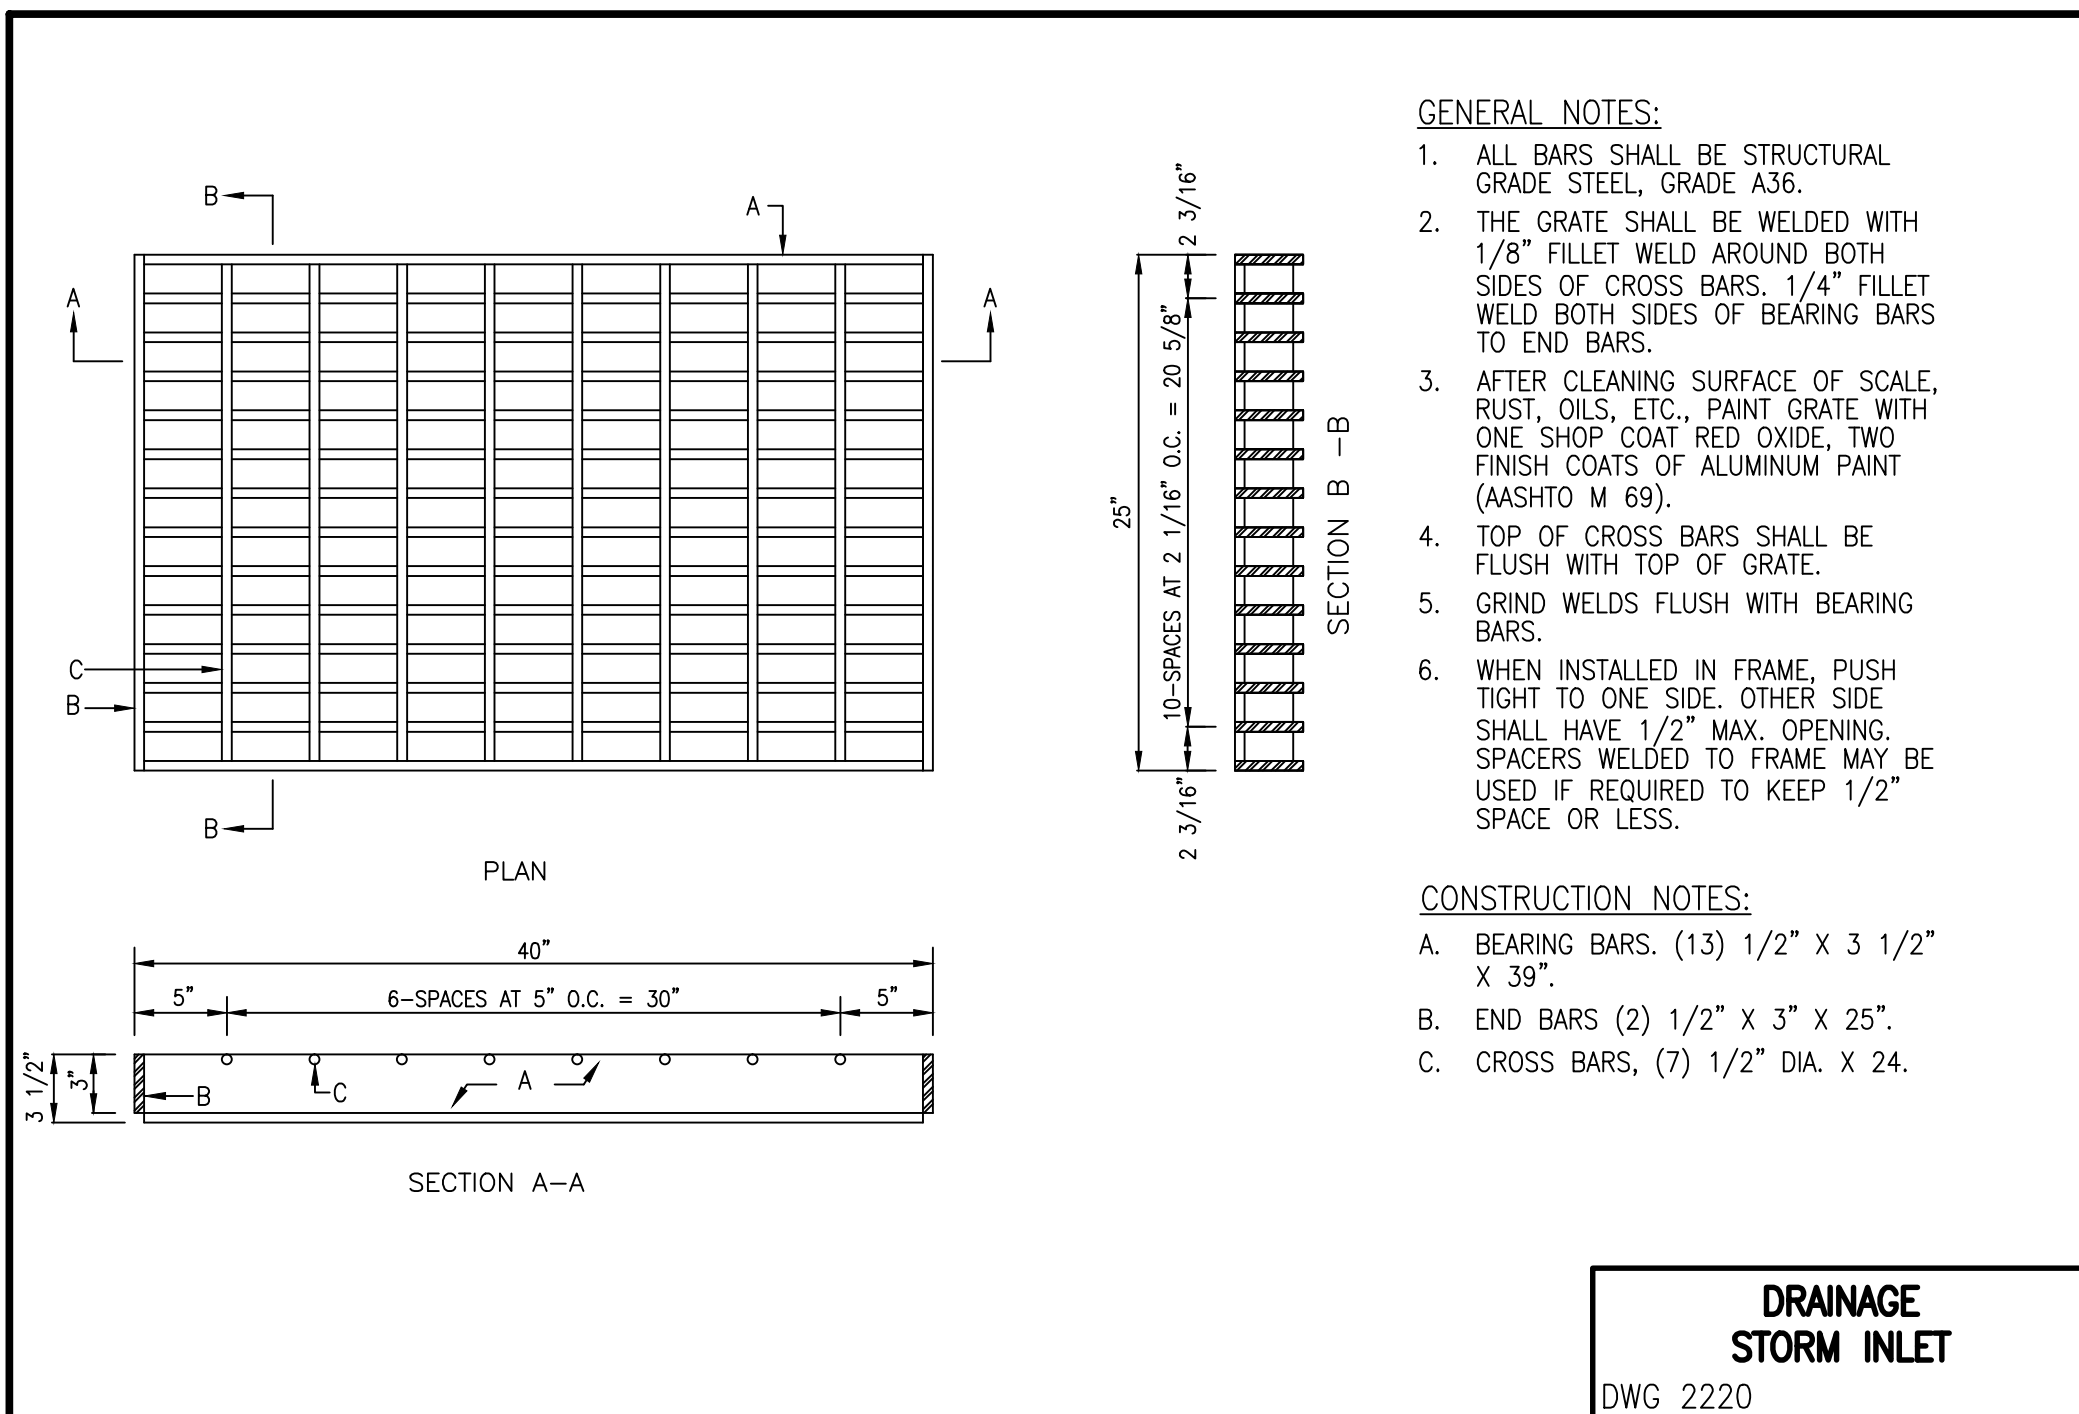 B
A
A
A
C
B
B
PLAN
40”
5”
6-SPACES AT 5” O.C. = 30”
5”
3 1/2”
3”
B
C
A
SECTION A-A
2 3/16”
25”
10-SPACES AT 2 1/16” O.C. = 20 5/8”
2 3/16”
SECTION B -B
GENERAL NOTES:
1. ALL BARS SHALL BE STRUCTURAL
GRADE STEEL, GRADE A36.
2. THE GRATE SHALL BE WELDED WITH
1/8” FILLET WELD AROUND BOTH
SIDES OF CROSS BARS. 1/4” FILLET
WELD BOTH SIDES OF BEARING BARS
TO END BARS.
3. AFTER CLEANING SURFACE OF SCALE,
RUST, OILS, ETC., PAINT GRATE WITH
ONE SHOP COAT RED OXIDE, TWO
FINISH COATS OF ALUMINUM PAINT
(AASHTO M 69).
4. TOP OF CROSS BARS SHALL BE
FLUSH WITH TOP OF GRATE.
5. GRIND WELDS FLUSH WITH BEARING
BARS.
6. WHEN INSTALLED IN FRAME, PUSH
TIGHT TO ONE SIDE. OTHER SIDE
SHALL HAVE 1/2” MAX. OPENING.
SPACERS WELDED TO FRAME MAY BE
USED IF REQUIRED TO KEEP 1/2”
SPACE OR LESS.
CONSTRUCTION NOTES:
A. BEARING BARS. (13) 1/2” X 3 1/2”
X 39”.
B. END BARS (2) 1/2” X 3” X 25”.
C. CROSS BARS, (7) 1/2” DIA. X 24.
DRAINAGE
STORM INLET
DWG 2220